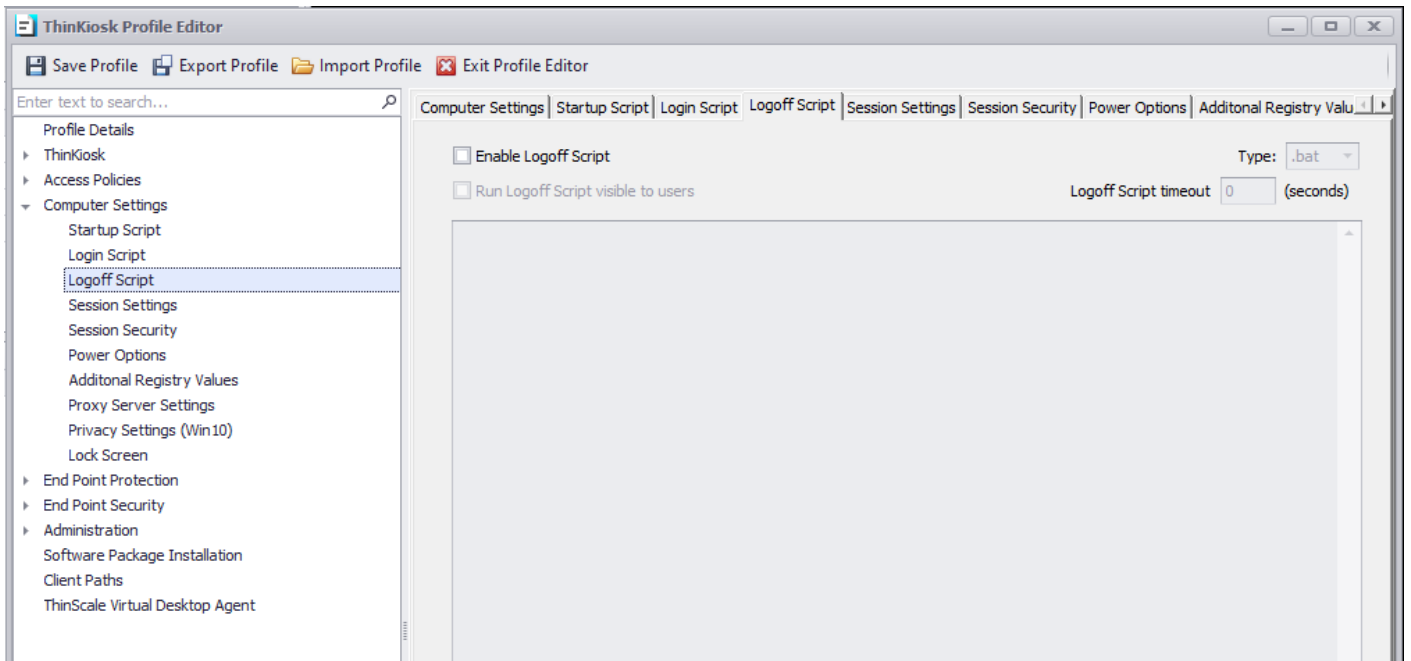 ThinKiosk Profile Editor
Save Profile Export Profile Import Profile Exit Profile Editor
Enter text to search...
Profile Details
ThinKiosk
Access Policies
Computer Settings
Startup Script
Login Script
Logoff Script
Session Settings
Session Security
Power Options
Additonal Registry Values
Proxy Server Settings
Privacy Settings (Win10)
Lock Screen
End Point Protection
End Point Security
Administration
Software Package Installation
Client Paths
ThinScale Virtual Desktop Agent
Computer Settings Startup Script Login Script Logoff Script Session Settings Session Security Power Options Additonal Registry Valu
Enable Logoff Script Type: .bat
Run Logoff Script visible to users Logoff Script timeout 0 (seconds)